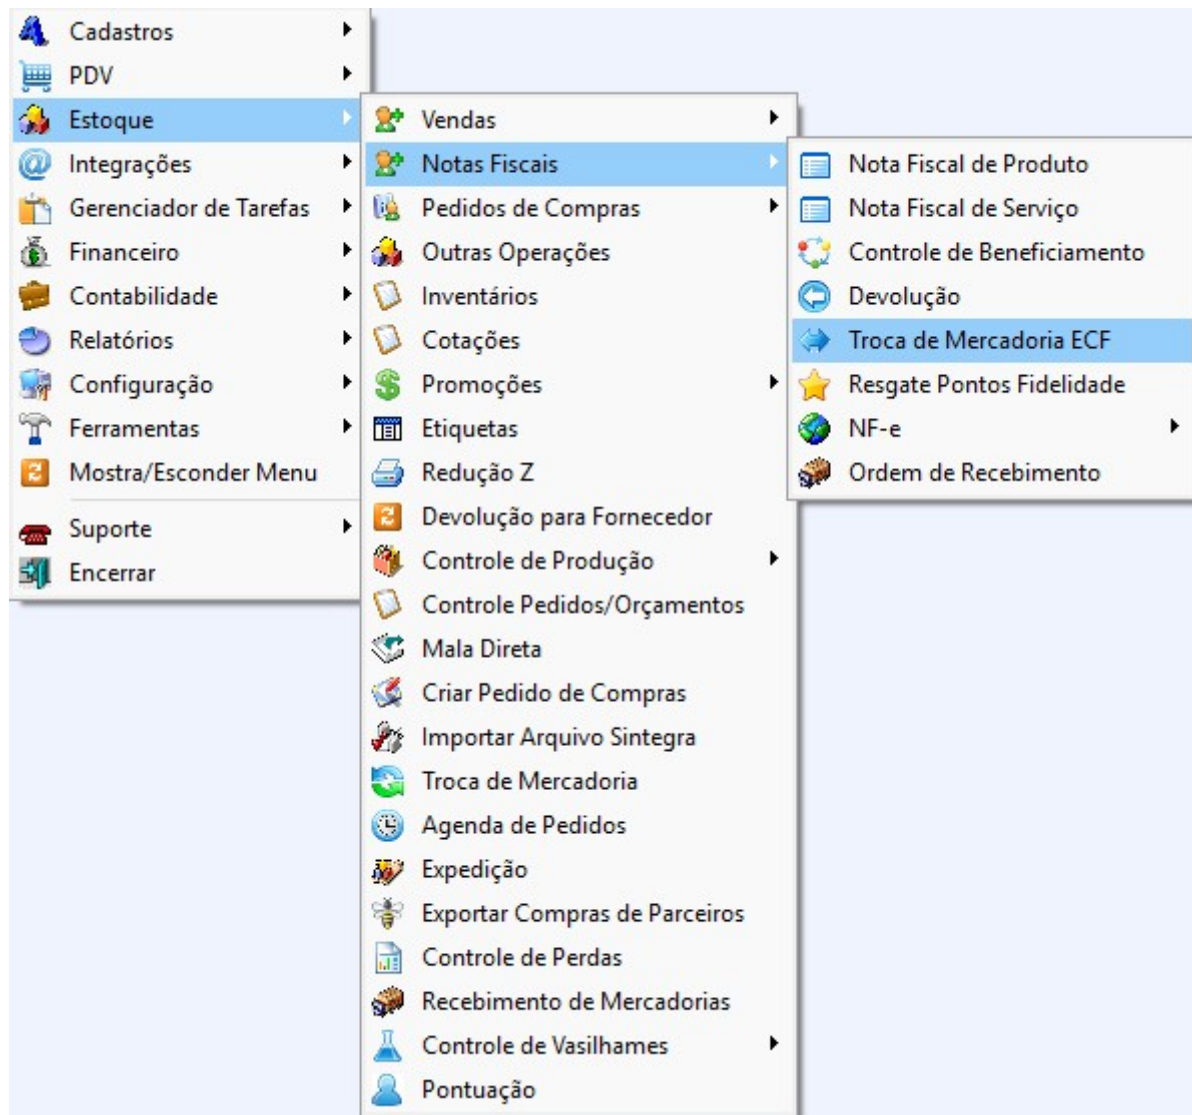 Cadastros
PDV
Estoque
Integrações
Gerenciador de Tarefas
Financeiro
Contabilidade
Relatórios
Configuração
Ferramentas
Mostra/Esconder Menu
Suporte
Encerrar
Vendas
Notas Fiscais
Pedidos de Compras
Outras Operações
Inventários
Cotações
Promoções
Etiquetas
Redução Z
Devolução para Fornecedor
Controle de Produção
Controle Pedidos/Orçamentos
Mala Direta
Criar Pedido de Compras
Importar Arquivo Sintegra
Troca de Mercadoria
Agenda de Pedidos
Expedição
Exportar Compras de Parceiros
Controle de Perdas
Recebimento de Mercadorias
Controle de Vasilhames
Pontuação
Nota Fiscal de Produto
Nota Fiscal de Serviço
Controle de Beneficiamento
Devolução
Troca de Mercadoria ECF
Resgate Pontos Fidelidade
NF-e
Ordem de Recebimento